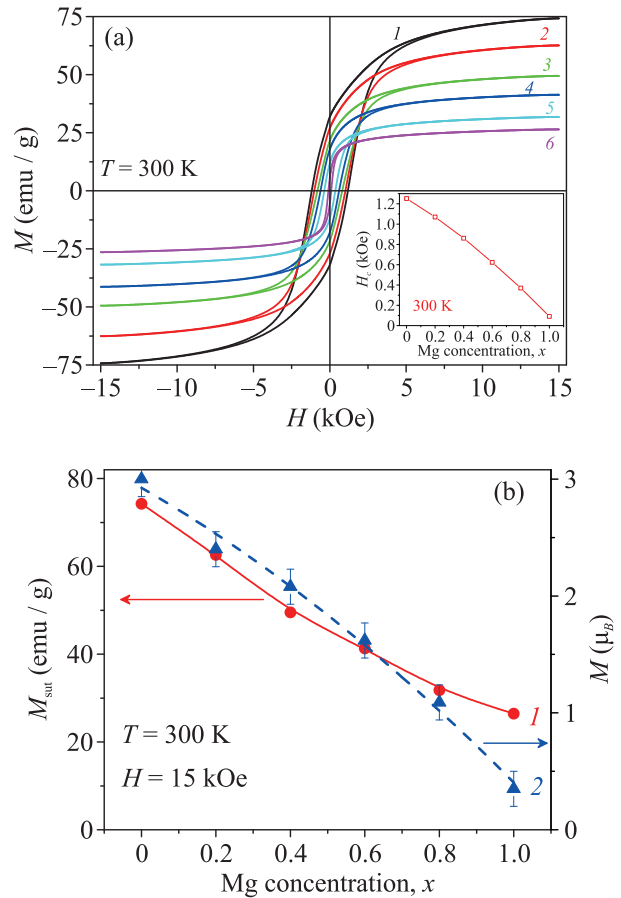 (a)
1
2
3
4
5
6
75
50
25
0
–25
–50
–75
M (emu / g)
T = 300 K
–15
–10
–5
0
5
10
15
H (kOe)
1.2
1.0
0.8
0.6
0.4
0.2
0
H_c (kOe)
300 K
0 0.2 0.4 0.6 0.8 1.0
Mg concentration, x
(b)
80
60
40
20
0
M_sut (emu / g)
3
2
1
0
M (μ_B)
1
2
T = 300 K
H = 15 kOe
0 0.2 0.4 0.6 0.8 1.0
Mg concentration, x